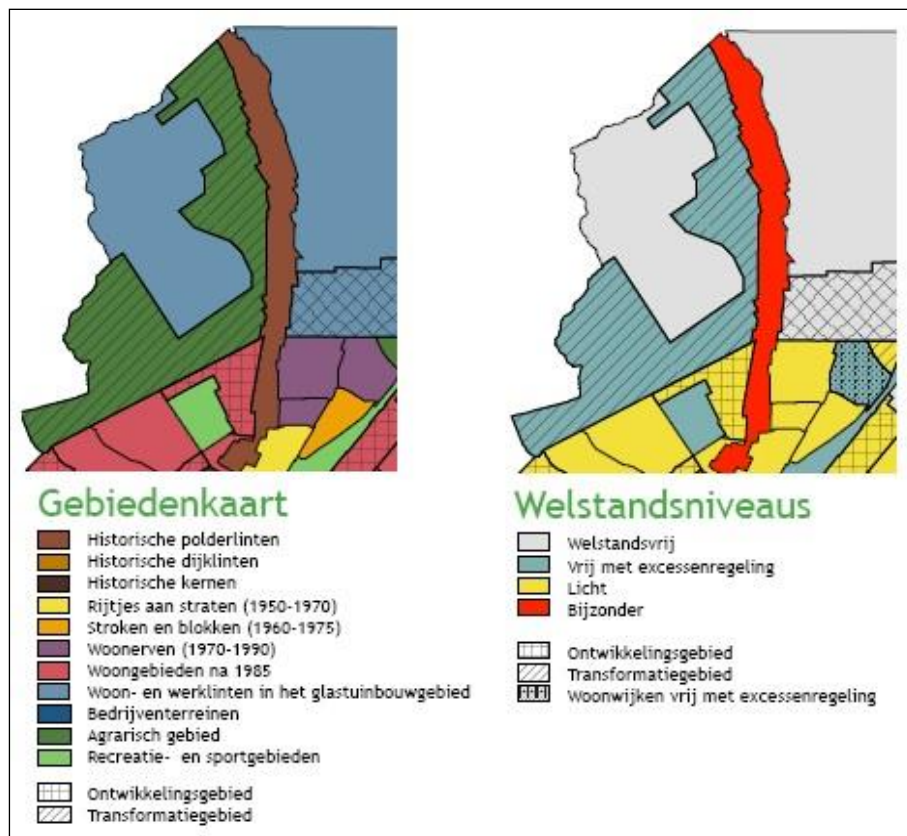 Gebiedenkaart
Historische polderlinten
Historische dijklinten
Historische kernen
Rijtjes aan straten (1950-1970)
Stroken en blokken (1960-1975)
Woonerven (1970-1990)
Woongebieden na 1985
Woon- en werklinten in het glastuinbouwgebied
Bedrijventerreinen
Agrarisch gebied
Recreatie- en sportgebieden
Ontwikkelingsgebied
Transformatiegebied
Welstandsniveaus
Welstandsvrij
Vrij met excessenregeling
Licht
Bijzonder
Ontwikkelingsgebied
Transformatiegebied
Woonwijken vrij met excessenregeling